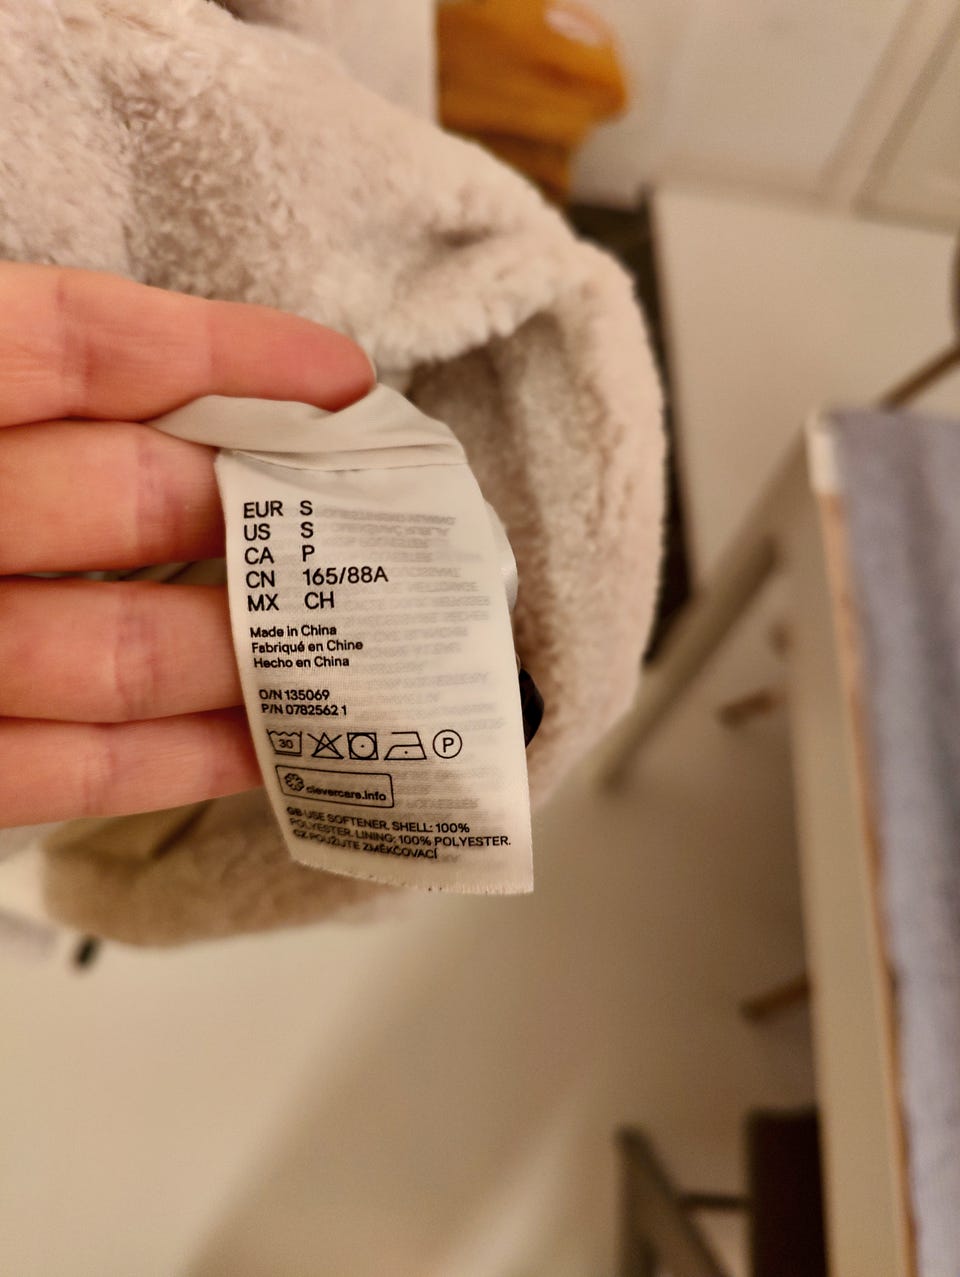 EUR S
US S
CA P
CN 165/88A
MX CH
Made in China
Fabriqué en Chine
Hecho en China
O/N 135069
P/N 0782562 1
30
P
clevercare.info
GB USE SOFTENER. SHELL: 100%
POLYESTER. LINING: 100% POLYESTER.
CZ POUŽIJTE ZMĚKČOVACÍ